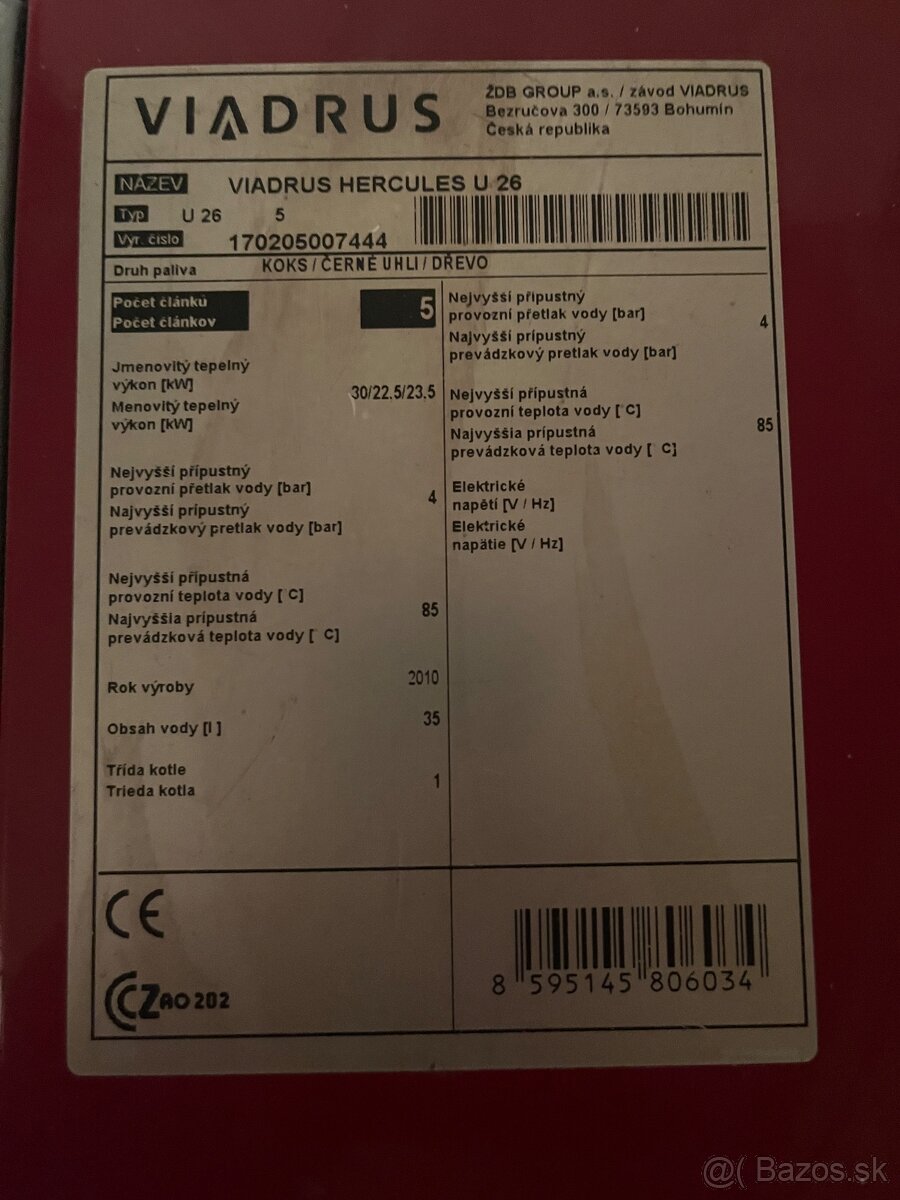 VIADRUS
ŽDB GROUP a.s. / závod VIADRUS
Bezručova 300 / 73593 Bohumín
Česká republika
NÁZEV VIADRUS HERCULES U 26
Typ U 26 5
Vyr. číslo 170205007444
Druh paliva KOKS / ČERNÉ UHLI / DŘEVO
Počet článků
Počet článkov
5
Jmenovitý tepelný
výkon [kW]
Menovitý tepelný
výkon [kW]
30/22,5/23,5
Nejvyšší přípustný
provozní přetlak vody [bar]
Najvyšší prípustný
prevádzkový pretlak vody [bar]
4
Nejvyšší přípustná
provozní teplota vody [°C]
Najvyššia prípustná
prevádzková teplota vody [ °C]
85
Rok výroby 2010
Obsah vody [l ] 35
Třída kotle
Trieda kotla
1
Nejvyšší přípustný
provozní přetlak vody [bar]
Najvyšší prípustný
prevádzkový pretlak vody [bar]
4
Nejvyšší přípustná
provozní teplota vody [°C]
Najvyššia prípustná
prevádzková teplota vody [ °C]
85
Elektrické
napětí [V / Hz]
Elektrické
napätie [V / Hz]
CE
CCZ AO 202
8 595145 806034
@( Bazos.sk